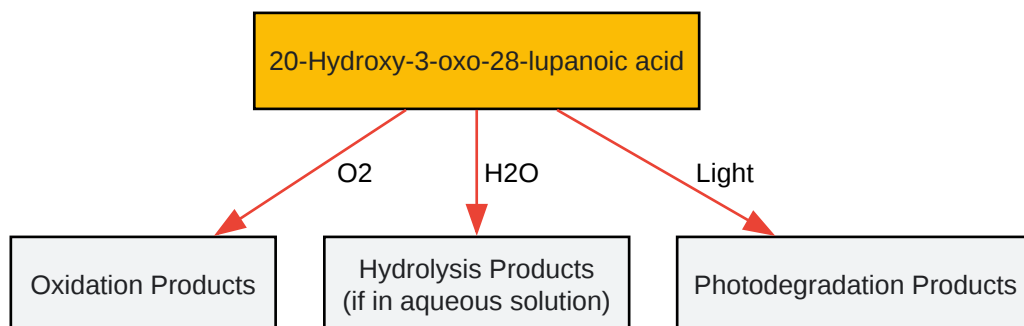 20-Hydroxy-3-oxo-28-lupanoic acid
O2
H2O
Light
Oxidation Products
Hydrolysis Products
(if in aqueous solution)
Photodegradation Products